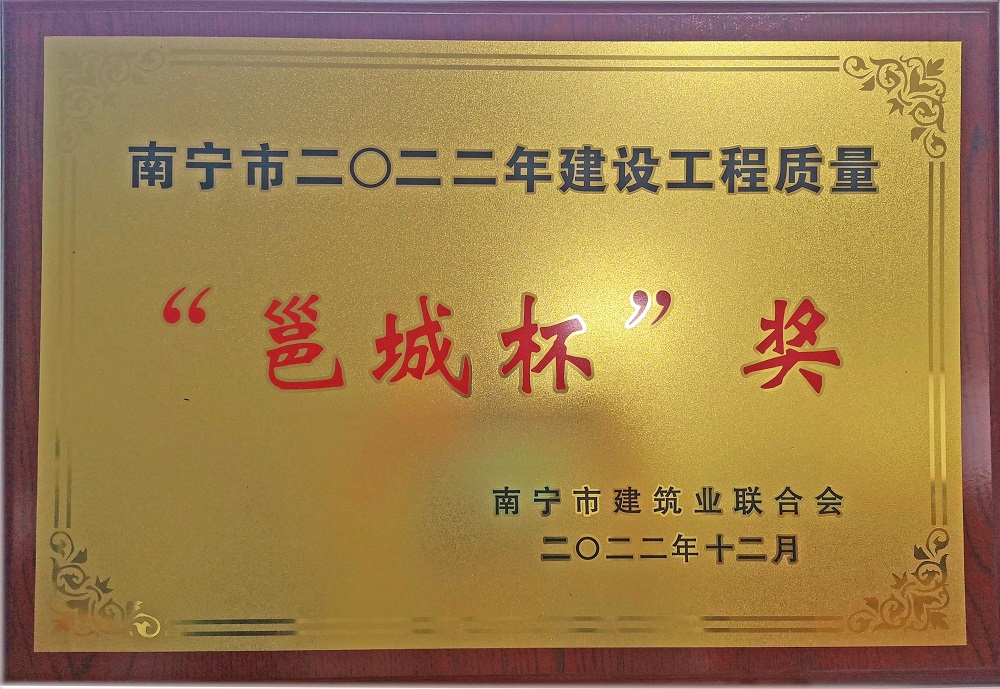 南宁市二〇二二年建设工程质量
“邕城杯”奖
南宁市建筑业联合会
二〇二二年十二月